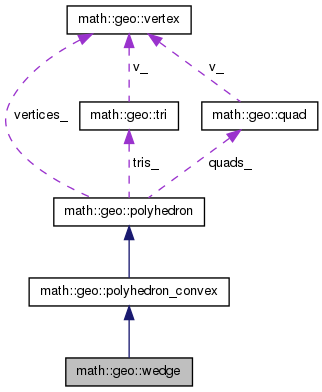 math::geo::vertex
v_
v_
math::geo::tri
math::geo::quad
vertices_
tris_
quads_
math::geo::polyhedron
math::geo::polyhedron_convex
math::geo::wedge